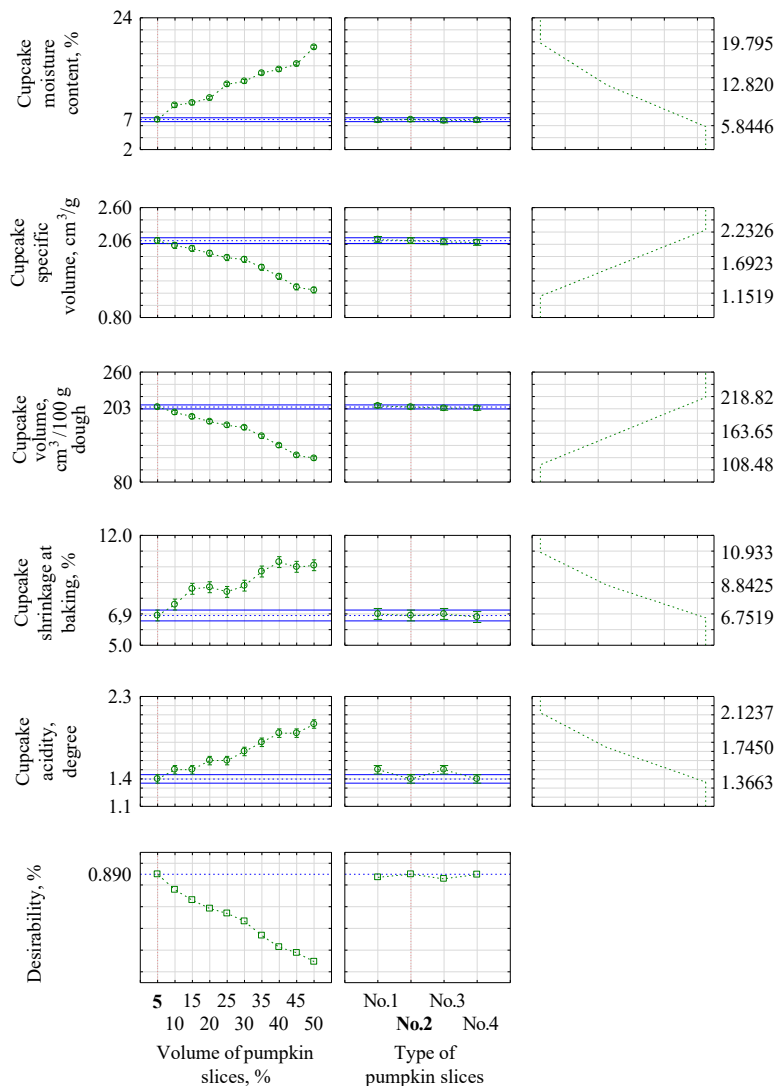 Cupcake
moisture
content, %
24
7
2
19.795
12.820
5.8446
Cupcake
specific
volume, cm³/g
2.60
2.06
0.80
2.2326
1.6923
1.1519
Cupcake
volume,
cm³/100 g
dough
260
203
80
218.82
163.65
108.48
Cupcake
shrinkage at
baking, %
12.0
6,9
5.0
10.933
8.8425
6.7519
Cupcake
acidity,
degree
2.3
1.4
1.1
2.1237
1.7450
1.3663
Desirability, %
0.890
5 15 25 35 45
10 20 30 40 50
Volume of pumpkin
slices, %
No.1 No.3
No.2 No.4
Type of
pumpkin slices